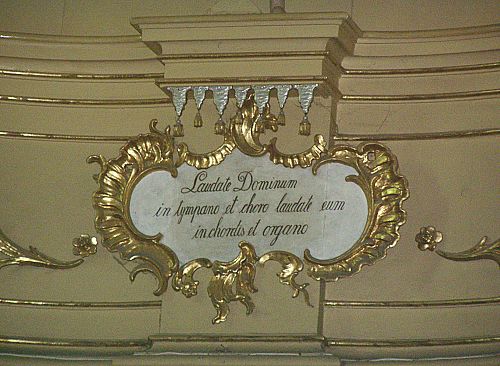 Laudate Dominum
in tympano et choro laudate eum
in chordis et organo